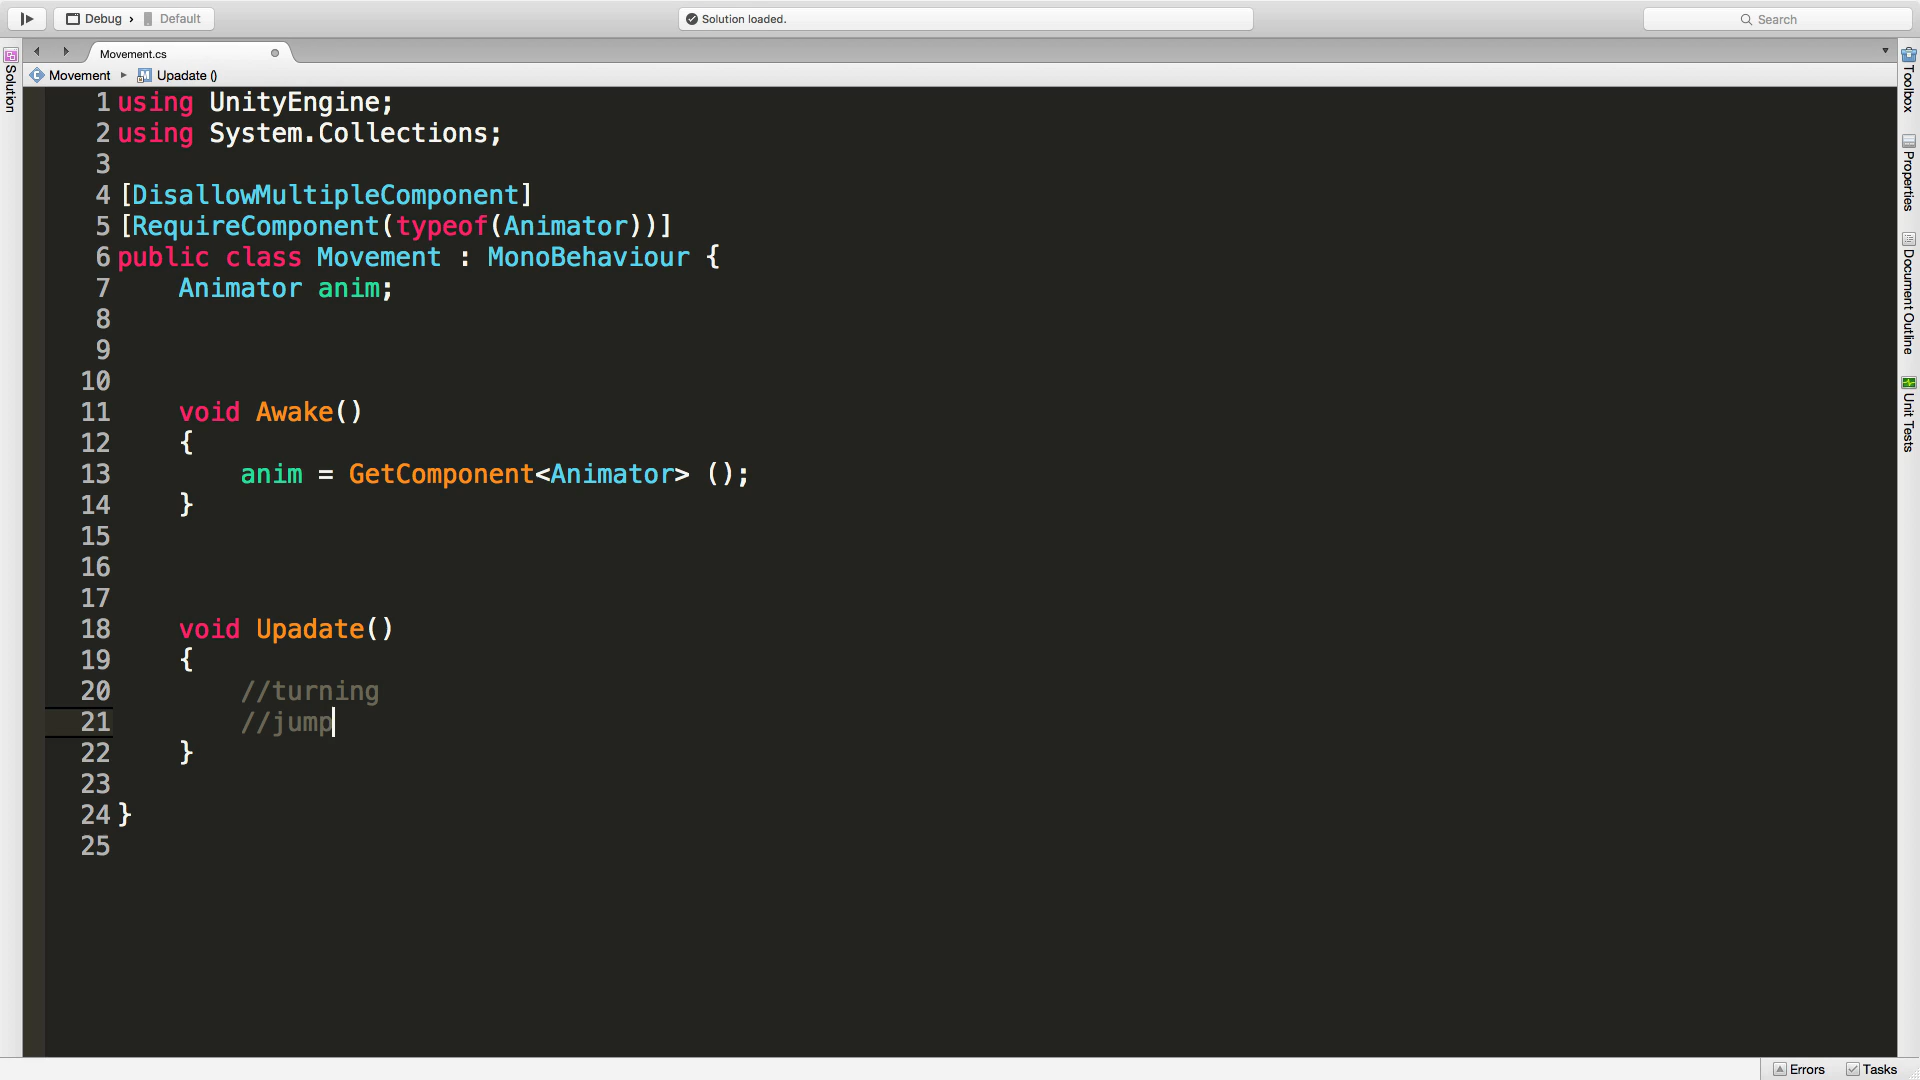 Debug › Default
Solution loaded.
Search
Movement.cs
Movement ▸ Upadate ()
Solution
1 using UnityEngine;
2 using System.Collections;
3
4 [DisallowMultipleComponent]
5 [RequireComponent(typeof(Animator))]
6 public class Movement : MonoBehaviour {
7     Animator anim;
8
9
10
11     void Awake()
12     {
13         anim = GetComponent<Animator> ();
14     }
15
16
17
18     void Upadate()
19     {
20         //turning
21         //jump
22     }
23
24 }
25
Toolbox
Properties
Document Outline
Unit Tests
Errors Tasks